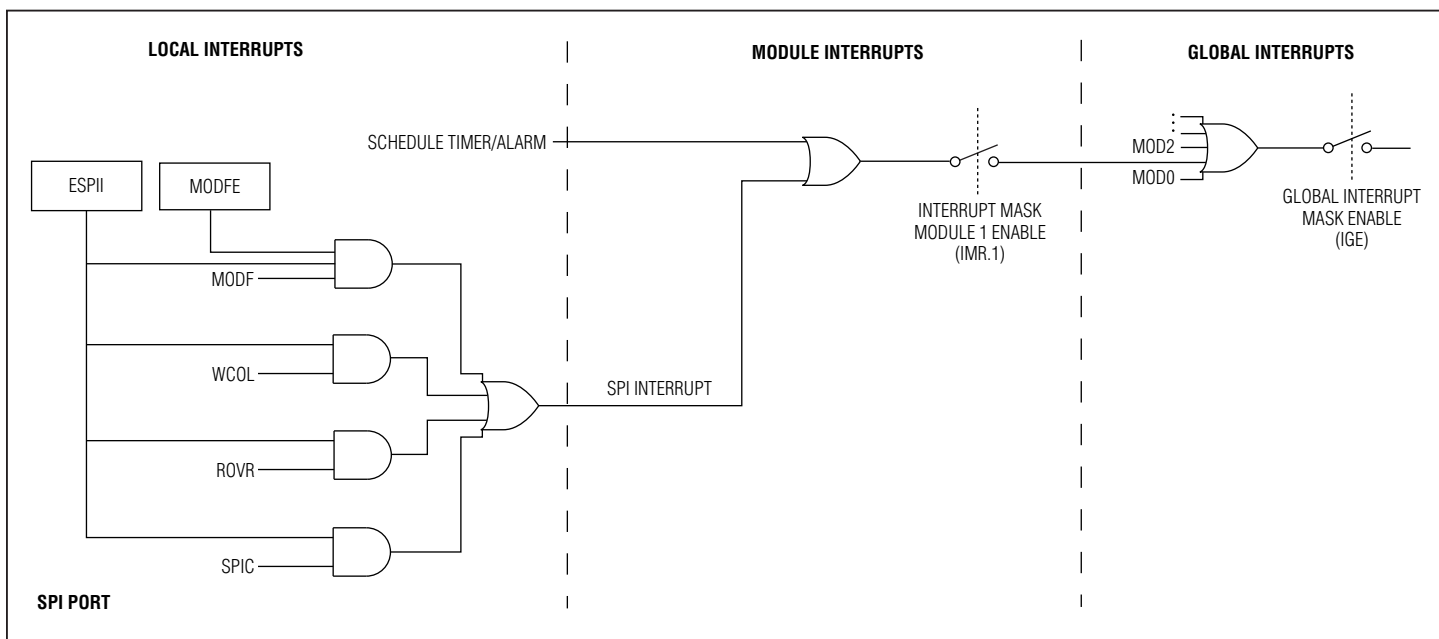 LOCAL INTERRUPTS
MODULE INTERRUPTS
GLOBAL INTERRUPTS
SCHEDULE TIMER/ALARM
MOD2
MOD0
ESPII
MODFE
INTERRUPT MASK
MODULE 1 ENABLE
(IMR.1)
GLOBAL INTERRUPT
MASK ENABLE
(IGE)
MODF
WCOL
SPI INTERRUPT
ROVR
SPIC
SPI PORT